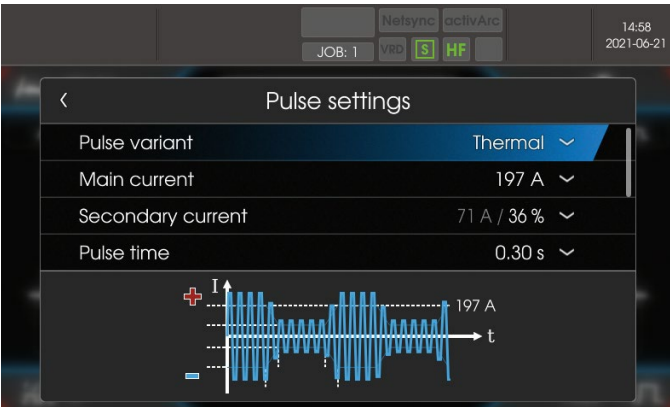 Netsync activArc
14:58
JOB: 1 VRD S HF
2021-06-21
Pulse settings
Pulse variant Thermal
Main current 197 A
Secondary current 71 A / 36 %
Pulse time 0.30 s
I
197 A
t